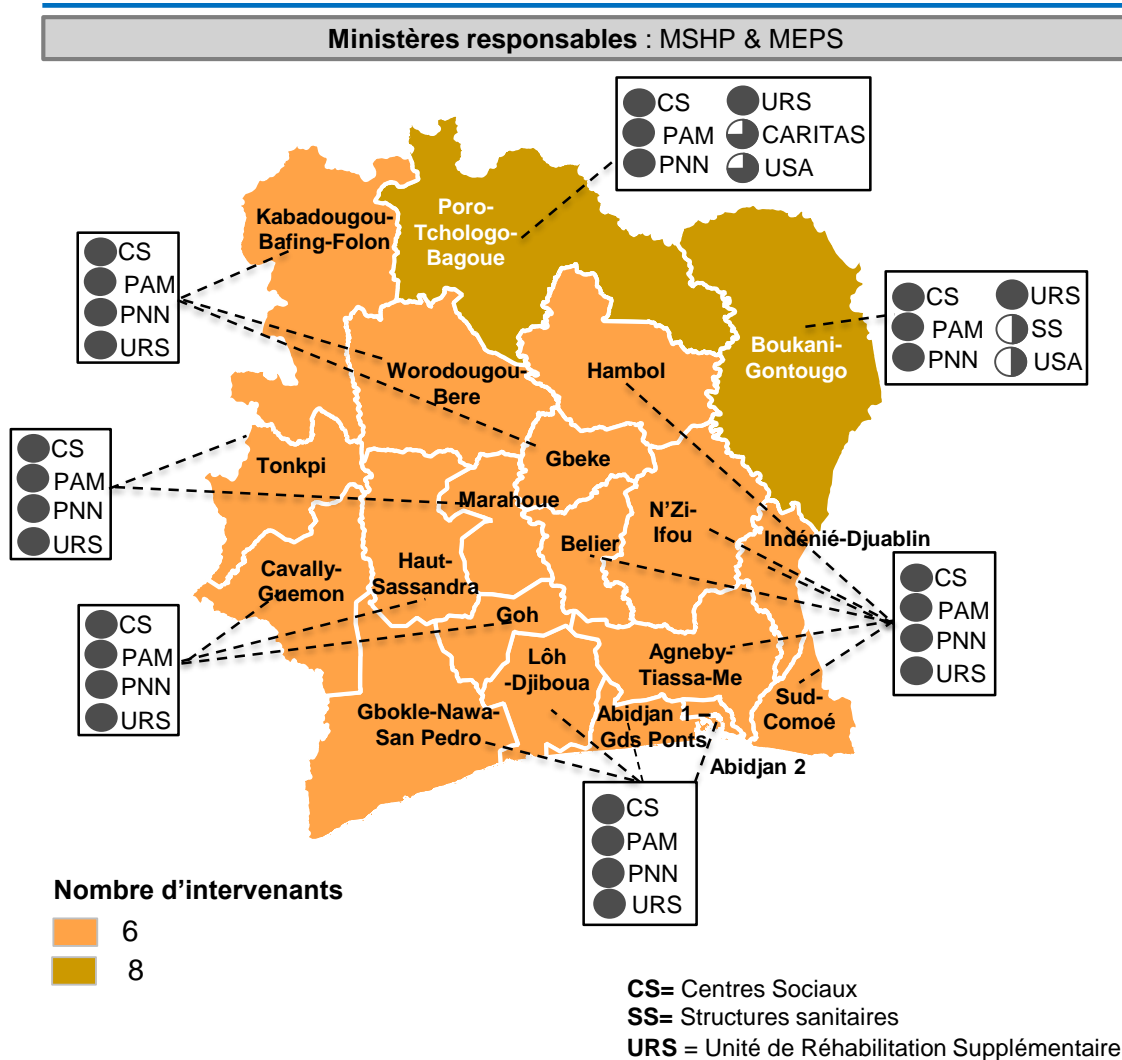 Ministères responsables : MSHP & MEPS
CS
PAM
PNN
URS
CARITAS
USA
Kabadougou-
Bafing-Folon
Poro-
Tchologo-
Bagoue
CS
PAM
PNN
URS
Boukani-
Gontougo
CS
PAM
PNN
URS
SS
USA
Worodougou-
Bere
Hambol
CS
PAM
PNN
URS
Tonkpi
Gbeke
Marahoue
N'Zi-
Ifou
Belier
Indénié-Djuablin
Cavally-
Guemon
Haut-
Sassandra
CS
PAM
PNN
URS
CS
PAM
PNN
URS
Goh
Lôh
-Djiboua
Agneby-
Tiassa-Me
Sud-
Comoé
Gbokle-Nawa-
San Pedro
Abidjan 1
Gds Ponts
Abidjan 2
CS
PAM
PNN
URS
Nombre d'intervenants
6
8
CS= Centres Sociaux
SS= Structures sanitaires
URS = Unité de Réhabilitation Supplémentaire